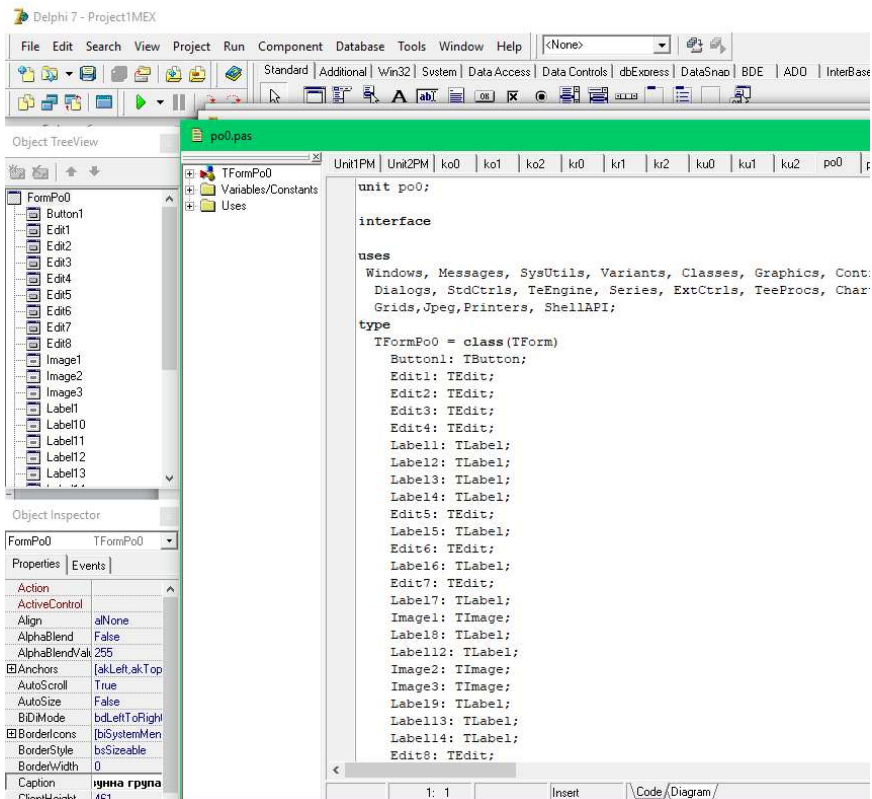 Delphi 7 - Project1MEX
File Edit Search View Project Run Component Database Tools Window Help <None>
Standard Additional Win32 System Data Access Data Controls dbExpress DataSnap BDE ADO InterBase
Object TreeView
FormPo0
Button1
Edit1
Edit2
Edit3
Edit4
Edit5
Edit6
Edit7
Edit8
Image1
Image2
Image3
Label1
Label10
Label11
Label12
Label13
Object Inspector
FormPo0 TFormPo0
Properties Events
Action
ActiveControl
Align alNone
AlphaBlend False
AlphaBlendValu 255
Anchors [akLeft,akTop
AutoScroll True
AutoSize False
BiDiMode bdLeftToRight
BorderIcons [biSystemMen
BorderStyle bsSizeable
BorderWidth 0
Caption група
ClientHeight 461
po0.pas
TFormPo0
Variables/Constants
Uses
Unit1PM Unit2PM ko0 ko1 ko2 kr0 kr1 kr2 ku0 ku1 ku2 po0 p
unit po0;
interface
uses
Windows, Messages, SysUtils, Variants, Classes, Graphics, Cont
Dialogs, StdCtrls, TeEngine, Series, ExtCtrls, TeeProcs, Char
Grids,Jpeg,Printers, ShellAPI;
type
TFormPo0 = class(TForm)
Button1: TButton;
Edit1: TEdit;
Edit2: TEdit;
Edit3: TEdit;
Edit4: TEdit;
Label1: TLabel;
Label2: TLabel;
Label3: TLabel;
Label4: TLabel;
Edit5: TEdit;
Label5: TLabel;
Edit6: TEdit;
Label6: TLabel;
Edit7: TEdit;
Label7: TLabel;
Image1: TImage;
Label8: TLabel;
Label12: TLabel;
Image2: TImage;
Image3: TImage;
Label9: TLabel;
Label13: TLabel;
Label14: TLabel;
Edit8: TEdit;
1: 1 Insert Code Diagram